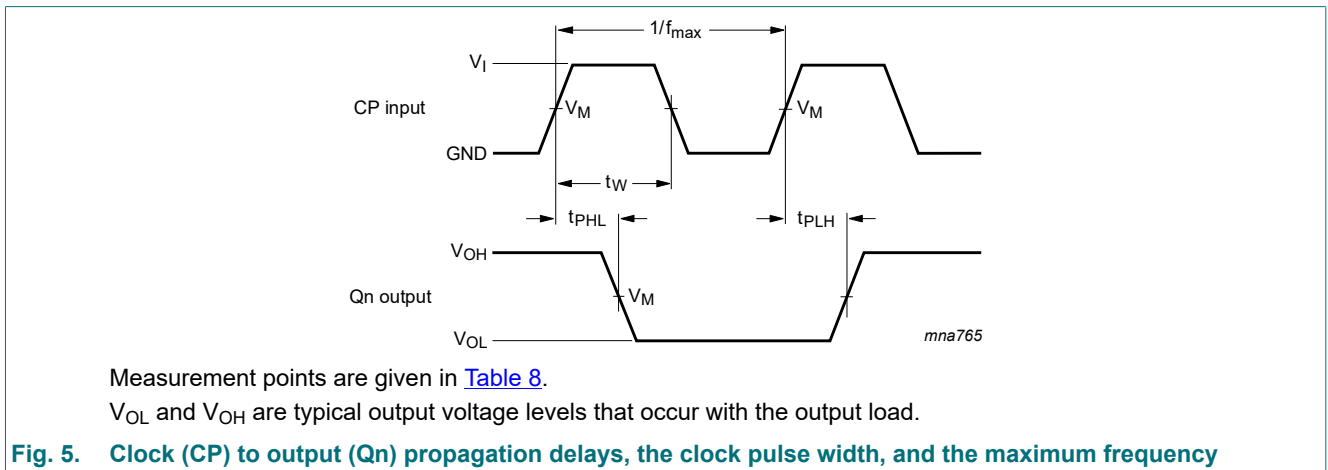 1/fmax
VI
CP input
VM
VM
GND
tW
tPHL
tPLH
VOH
Qn output
VM
VOL
mna765
Measurement points are given in Table 8.
VOL and VOH are typical output voltage levels that occur with the output load.
Fig. 5. Clock (CP) to output (Qn) propagation delays, the clock pulse width, and the maximum frequency